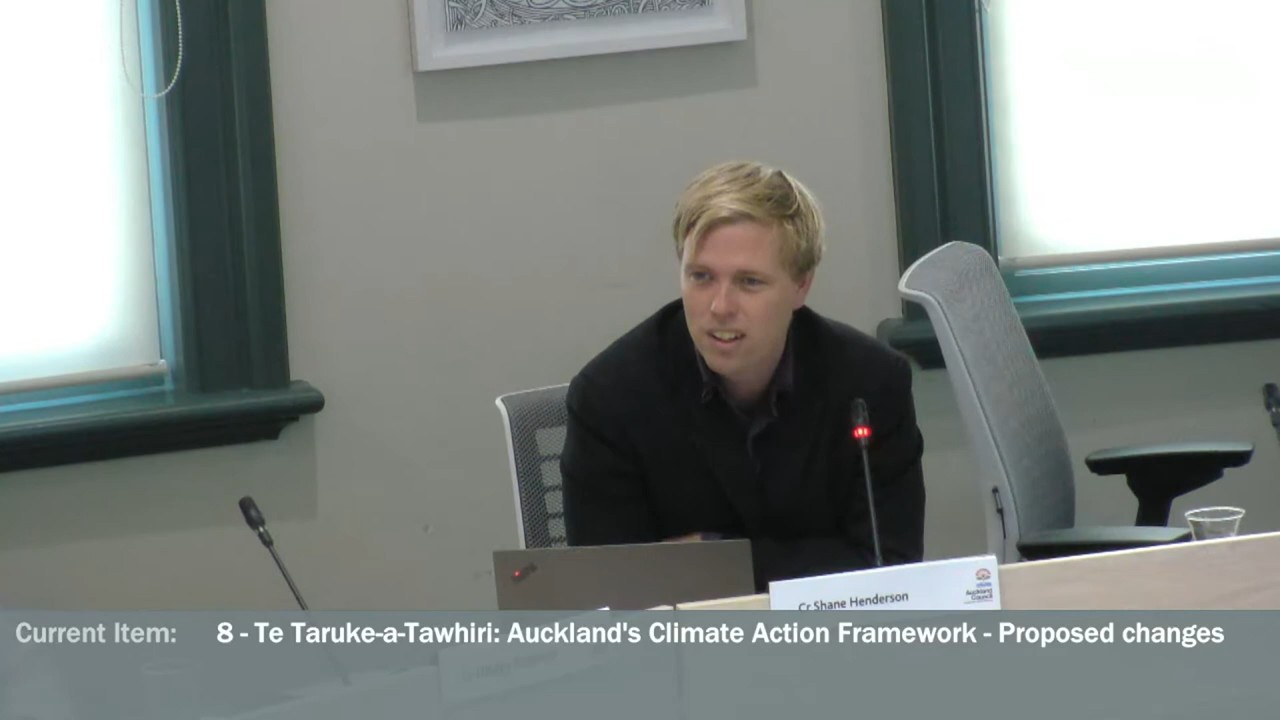 Cr Shane Henderson
Auckland
Council
Current Item: 8 - Te Taruke-a-Tawhiri: Auckland's Climate Action Framework - Proposed changes